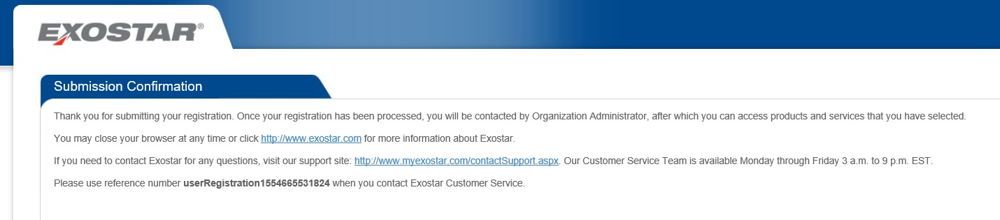 EXOSTAR®
Submission Confirmation
Thank you for submitting your registration. Once your registration has been processed, you will be contacted by Organization Administrator, after which you can access products and services that you have selected.
You may close your browser at any time or click http://www.exostar.com for more information about Exostar.
If you need to contact Exostar for any questions, visit our support site: http://www.myexostar.com/contactSupport.aspx. Our Customer Service Team is available Monday through Friday 3 a.m. to 9 p.m. EST.
Please use reference number userRegistration1554665531824 when you contact Exostar Customer Service.